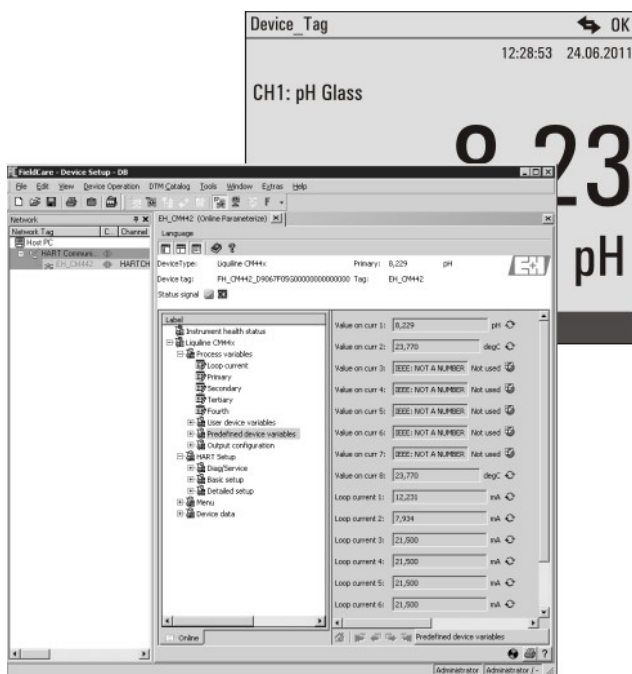 Device_Tag
OK
12:28:53 24.06.2011
CH1: pH Glass
8.23
pH
FieldCare - Device Setup - DB
File Edit View Device Operation DTM Catalog Tools Window Extras Help
Network
Network Tag C... Channel
Host PC
HART Communi...
EH_CM442 HARTCH
EH_CM442 (Online Parameterize)
Language
DeviceType: Liquiline CM44x Primary: 8,229 pH
Device tag: Tag: EH_CM442
Status signal
Label
Instrument health status
Liquiline CM44x
Process variables
Loop current
Primary
Secondary
Tertiary
Fourth
User device variables
Predefined device variables
Output configuration
HART Setup
Diag/Service
Basic setup
Detailed setup
Menu
Device data
Value on curr 1: 8,229 pH
Value on curr 2: 23,770 degC
Value on curr 3: IEEE: NOT A NUMBER Not used
Value on curr 4: IEEE: NOT A NUMBER Not used
Value on curr 5: IEEE: NOT A NUMBER Not used
Value on curr 6: IEEE: NOT A NUMBER Not used
Value on curr 7: IEEE: NOT A NUMBER Not used
Value on curr 8: 23,770 degC
Loop current 1: 12,231 mA
Loop current 2: 7,934 mA
Loop current 3: 21,500 mA
Loop current 4: 21,500 mA
Loop current 5: 21,500 mA
Loop current 6: 21,500 mA
Online
Predefined device variables
Administrator Administrator / -